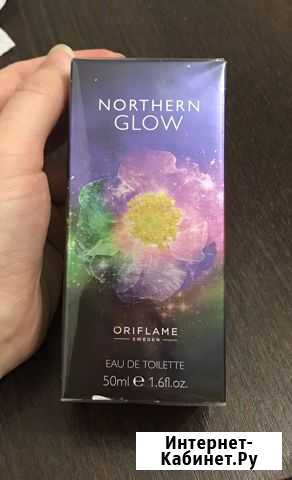 NORTHERN
GLOW
ORIFLAME
SWEDEN
EAU DE TOILETTE
50ml e 1.6fl.oz.
Интернет-
Кабинет.Ру